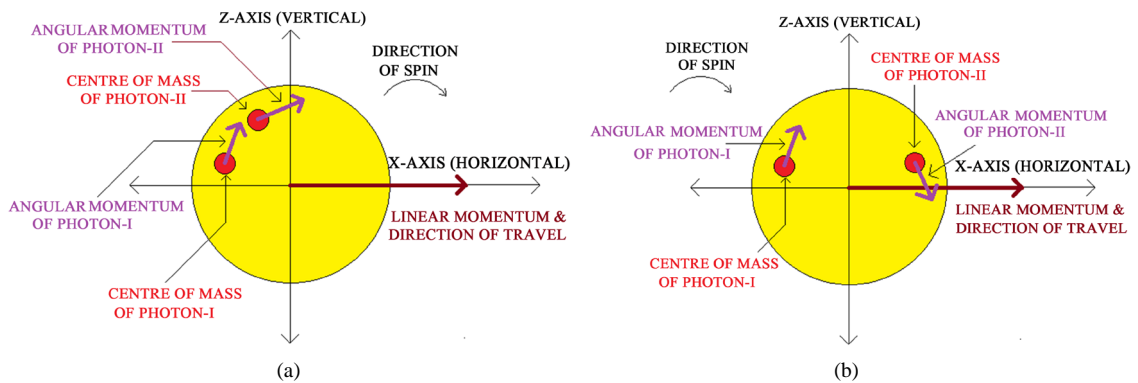 Z-AXIS (VERTICAL)
ANGULAR MOMENTUM
OF PHOTON-II
DIRECTION
OF SPIN
CENTRE OF MASS
OF PHOTON-II
X-AXIS (HORIZONTAL)
ANGULAR MOMENTUM
OF PHOTON-I
LINEAR MOMENTUM &
DIRECTION OF TRAVEL
CENTRE OF MASS
OF PHOTON-I
(a)
Z-AXIS (VERTICAL)
DIRECTION
OF SPIN
CENTRE OF MASS
OF PHOTON-II
ANGULAR MOMENTUM
OF PHOTON-II
ANGULAR MOMENTUM
OF PHOTON-I
X-AXIS (HORIZONTAL)
LINEAR MOMENTUM &
DIRECTION OF TRAVEL
CENTRE OF MASS
OF PHOTON-I
(b)